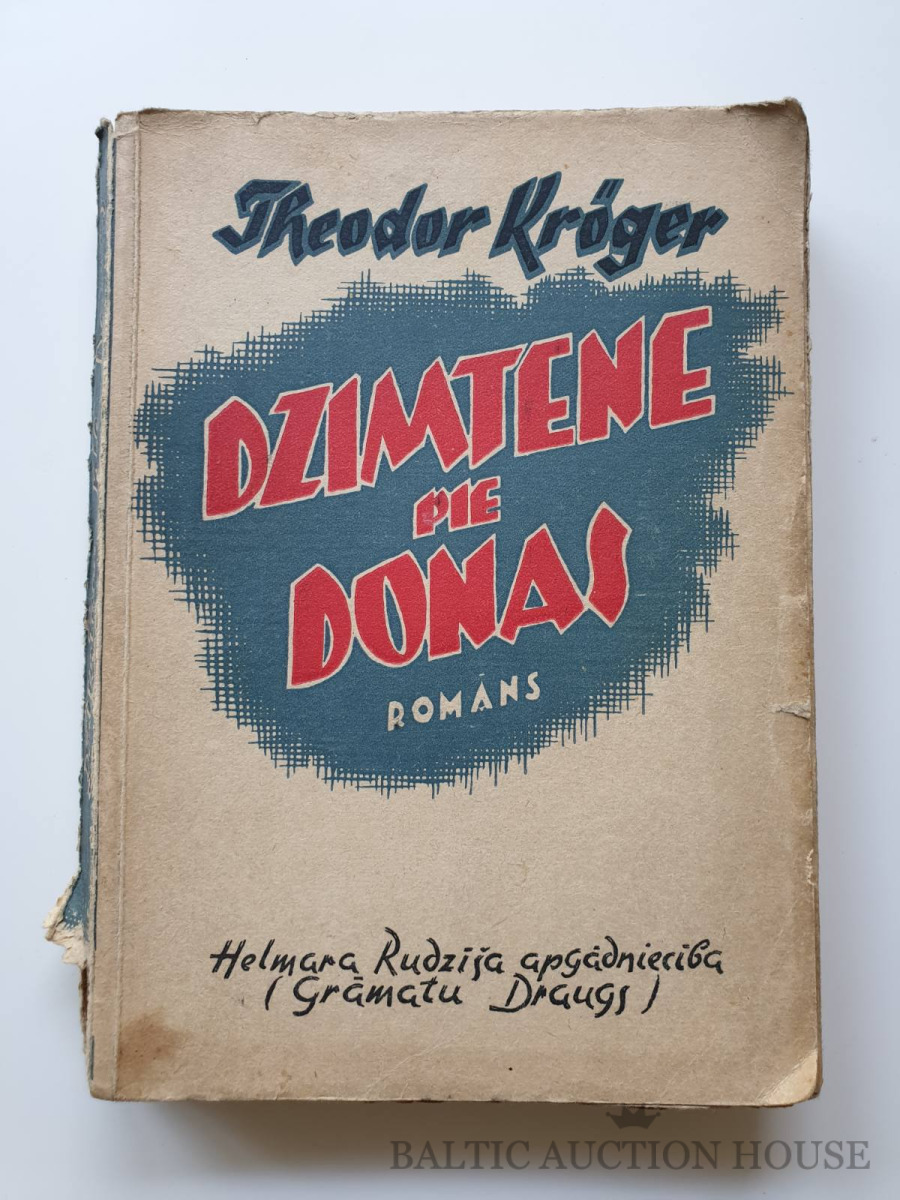 Theodor Kröger
DZIMTENE
PIE
DONAS
ROMĀNS
Helmara Rudzīša apgādniecība
(Grāmatu Draugs)
BALTIC AUCTION HOUSE